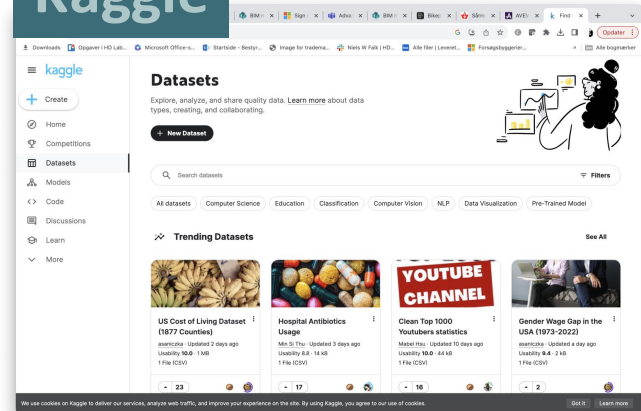 Kaggle
BIM
Sign
Advan
BIM
Bikep
Såm
AVEV
Find
Opdater
Downloads
Opgaver i HD Lab...
Microsoft Office-s...
Startside - Bestyr...
Image for tradema...
Niels W Falk | HD...
Alle filer | Leveret...
Forsøgsbyggerier...
Alle bogmærker
kaggle
Create
Home
Competitions
Datasets
Models
Code
Discussions
Learn
More
Datasets
Explore, analyze, and share quality data. Learn more about data
types, creating, and collaborating.
+ New Dataset
Search datasets
Filters
All datasets
Computer Science
Education
Classification
Computer Vision
NLP
Data Visualization
Pre-Trained Model
Trending Datasets
See All
YOUTUBE
CHANNEL
US Cost of Living Dataset
(1877 Counties)
asaniczka · Updated 2 days ago
Usability 10.0 · 1 MB
1 File (CSV)
23
Hospital Antibiotics
Usage
Min Si Thu · Updated 3 days ago
Usability 8.8 · 14 kB
1 File (CSV)
17
Clean Top 1000
Youtubers statistics
Mabel Hsu · Updated 10 days ago
Usability 10.0 · 44 kB
1 File (CSV)
16
Gender Wage Gap in the
USA (1973-2022)
asaniczka · Updated a day ago
Usability 9.4 · 2 kB
1 File (CSV)
2
We use cookies on Kaggle to deliver our services, analyze web traffic, and improve your experience on the site. By using Kaggle, you agree to our use of cookies.
Got it
Learn more